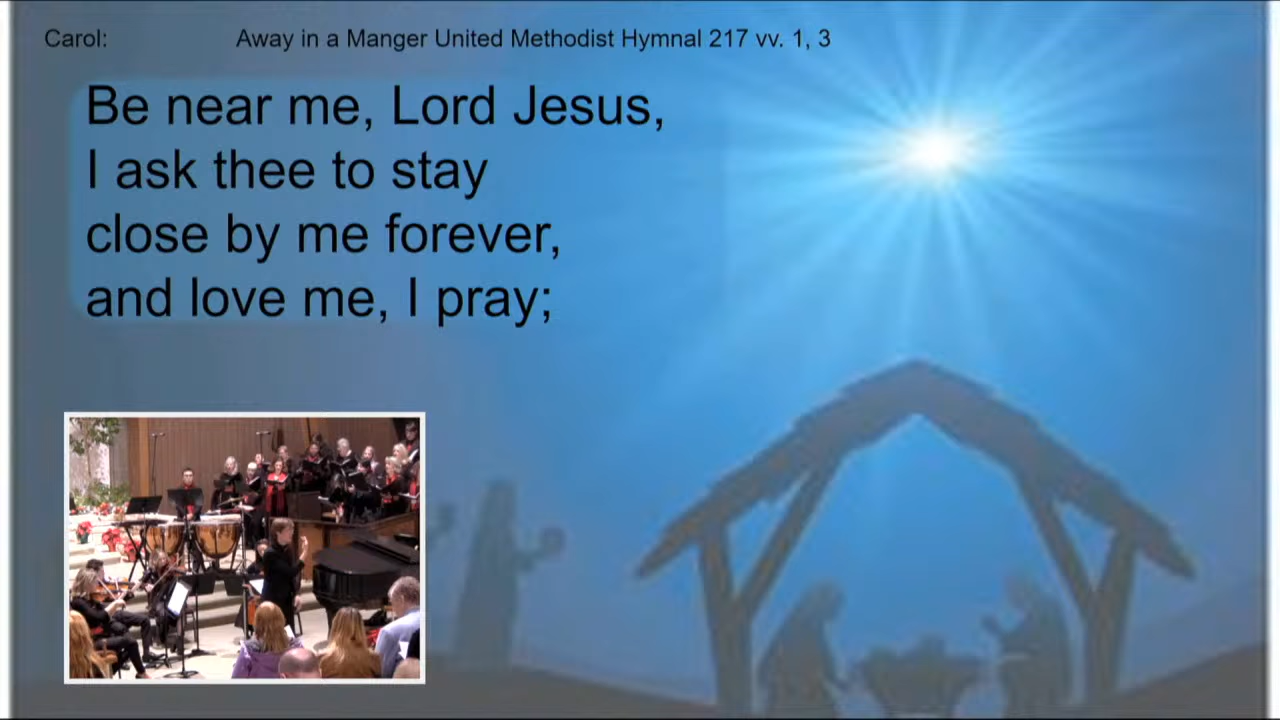 Carol: Away in a Manger United Methodist Hymnal 217 vv. 1, 3
Be near me, Lord Jesus,
I ask thee to stay
close by me forever,
and love me, I pray;